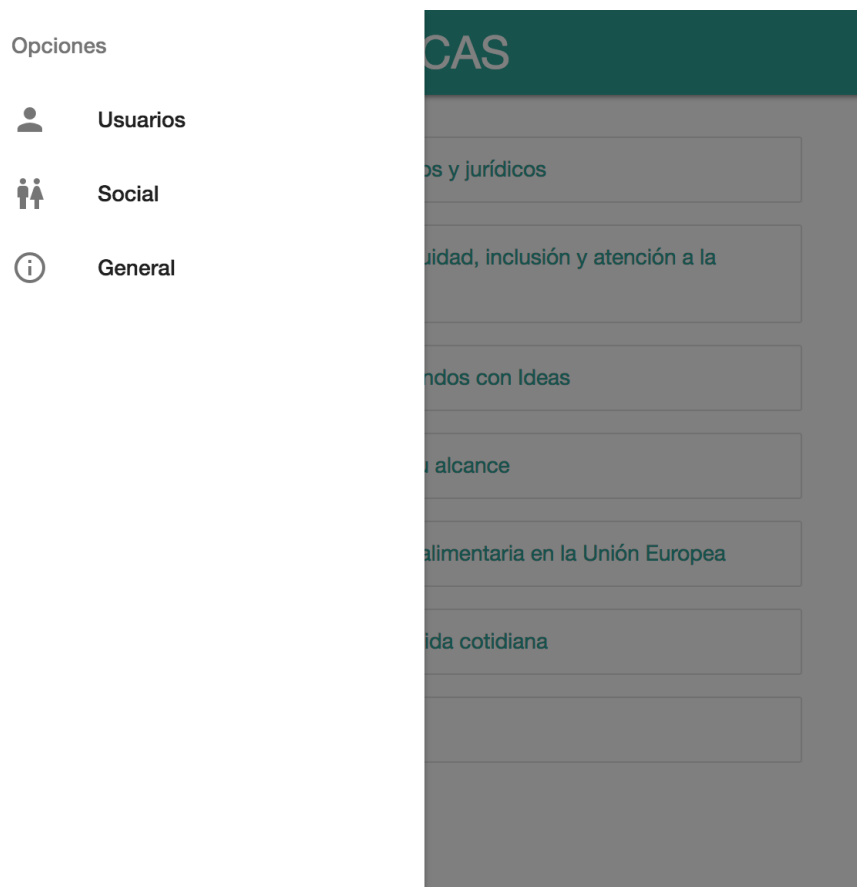 Opciones
Usuarios
Social
General
CAS
os y jurídicos
uidad, inclusión y atención a la
ndos con Ideas
u alcance
alimentaria en la Unión Europea
ida cotidiana